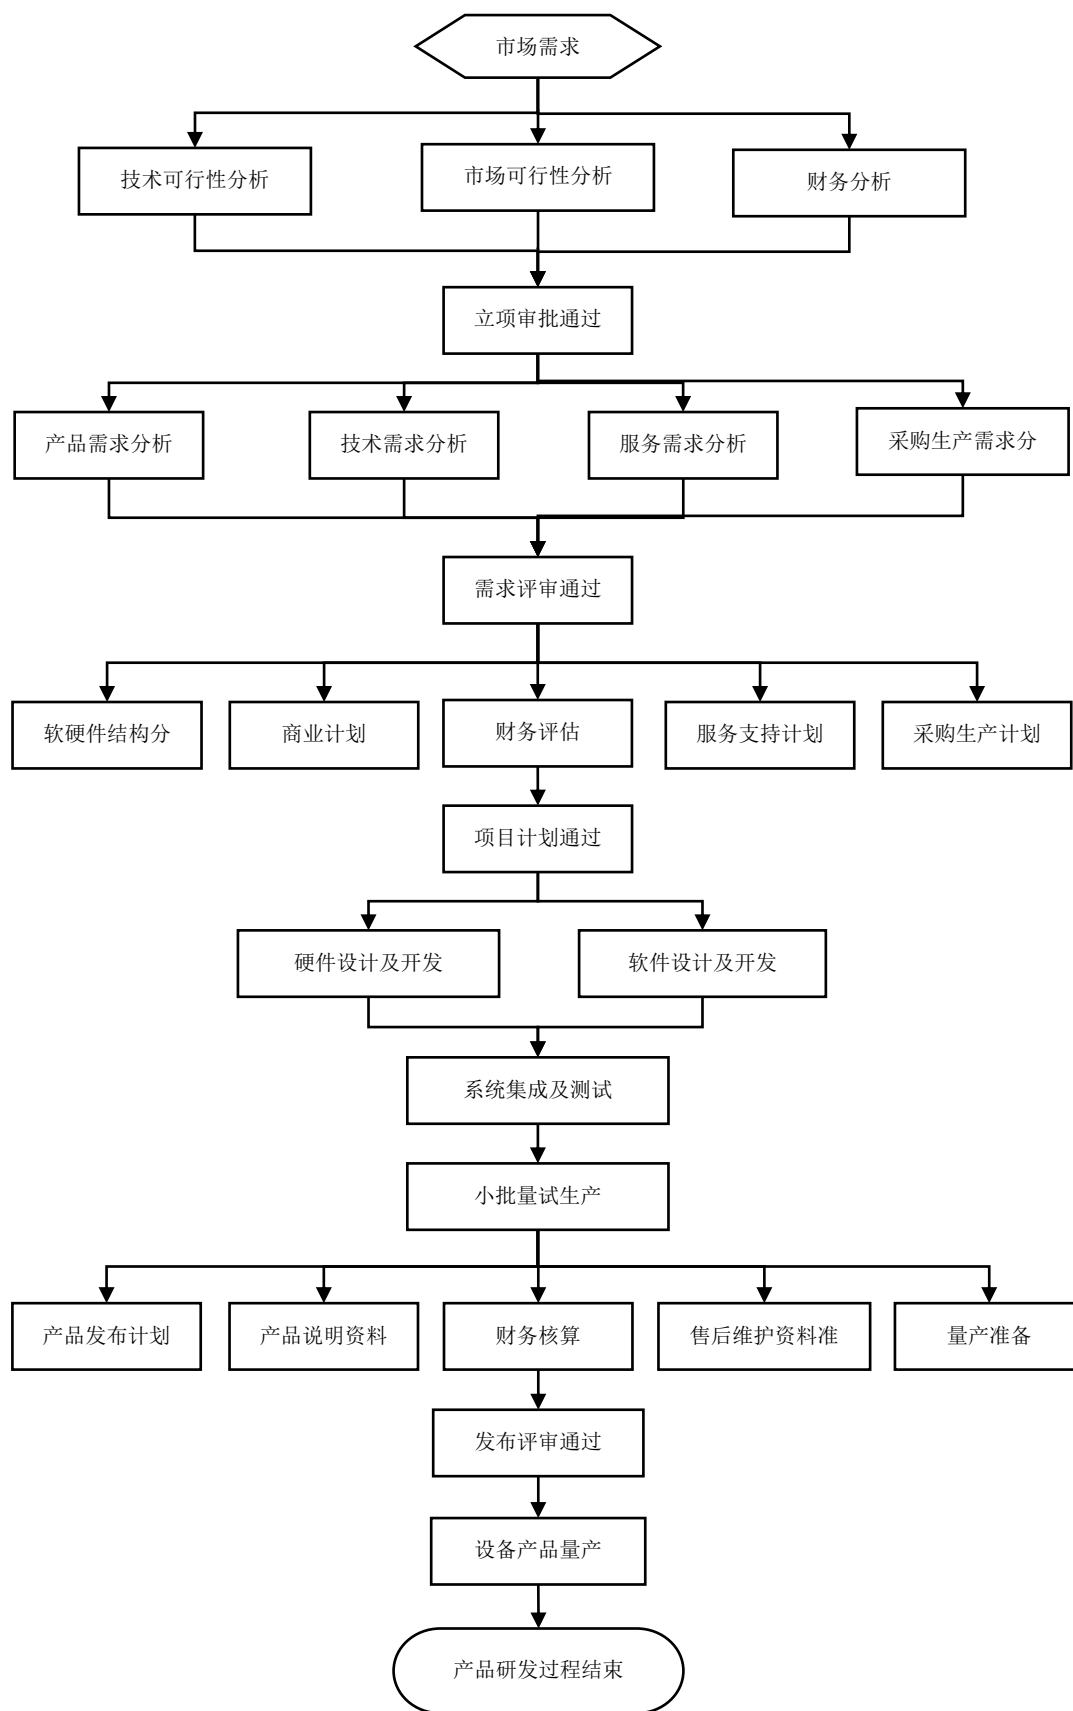 市场需求
技术可行性分析
市场可行性分析
财务分析
立项审批通过
产品需求分析
技术需求分析
服务需求分析
采购生产需求分
需求评审通过
软硬件结构分
商业计划
财务评估
服务支持计划
采购生产计划
项目计划通过
硬件设计及开发
软件设计及开发
系统集成及测试
小批量试生产
产品发布计划
产品说明资料
财务核算
售后维护资料准
量产准备
发布评审通过
设备产品量产
产品研发过程结束